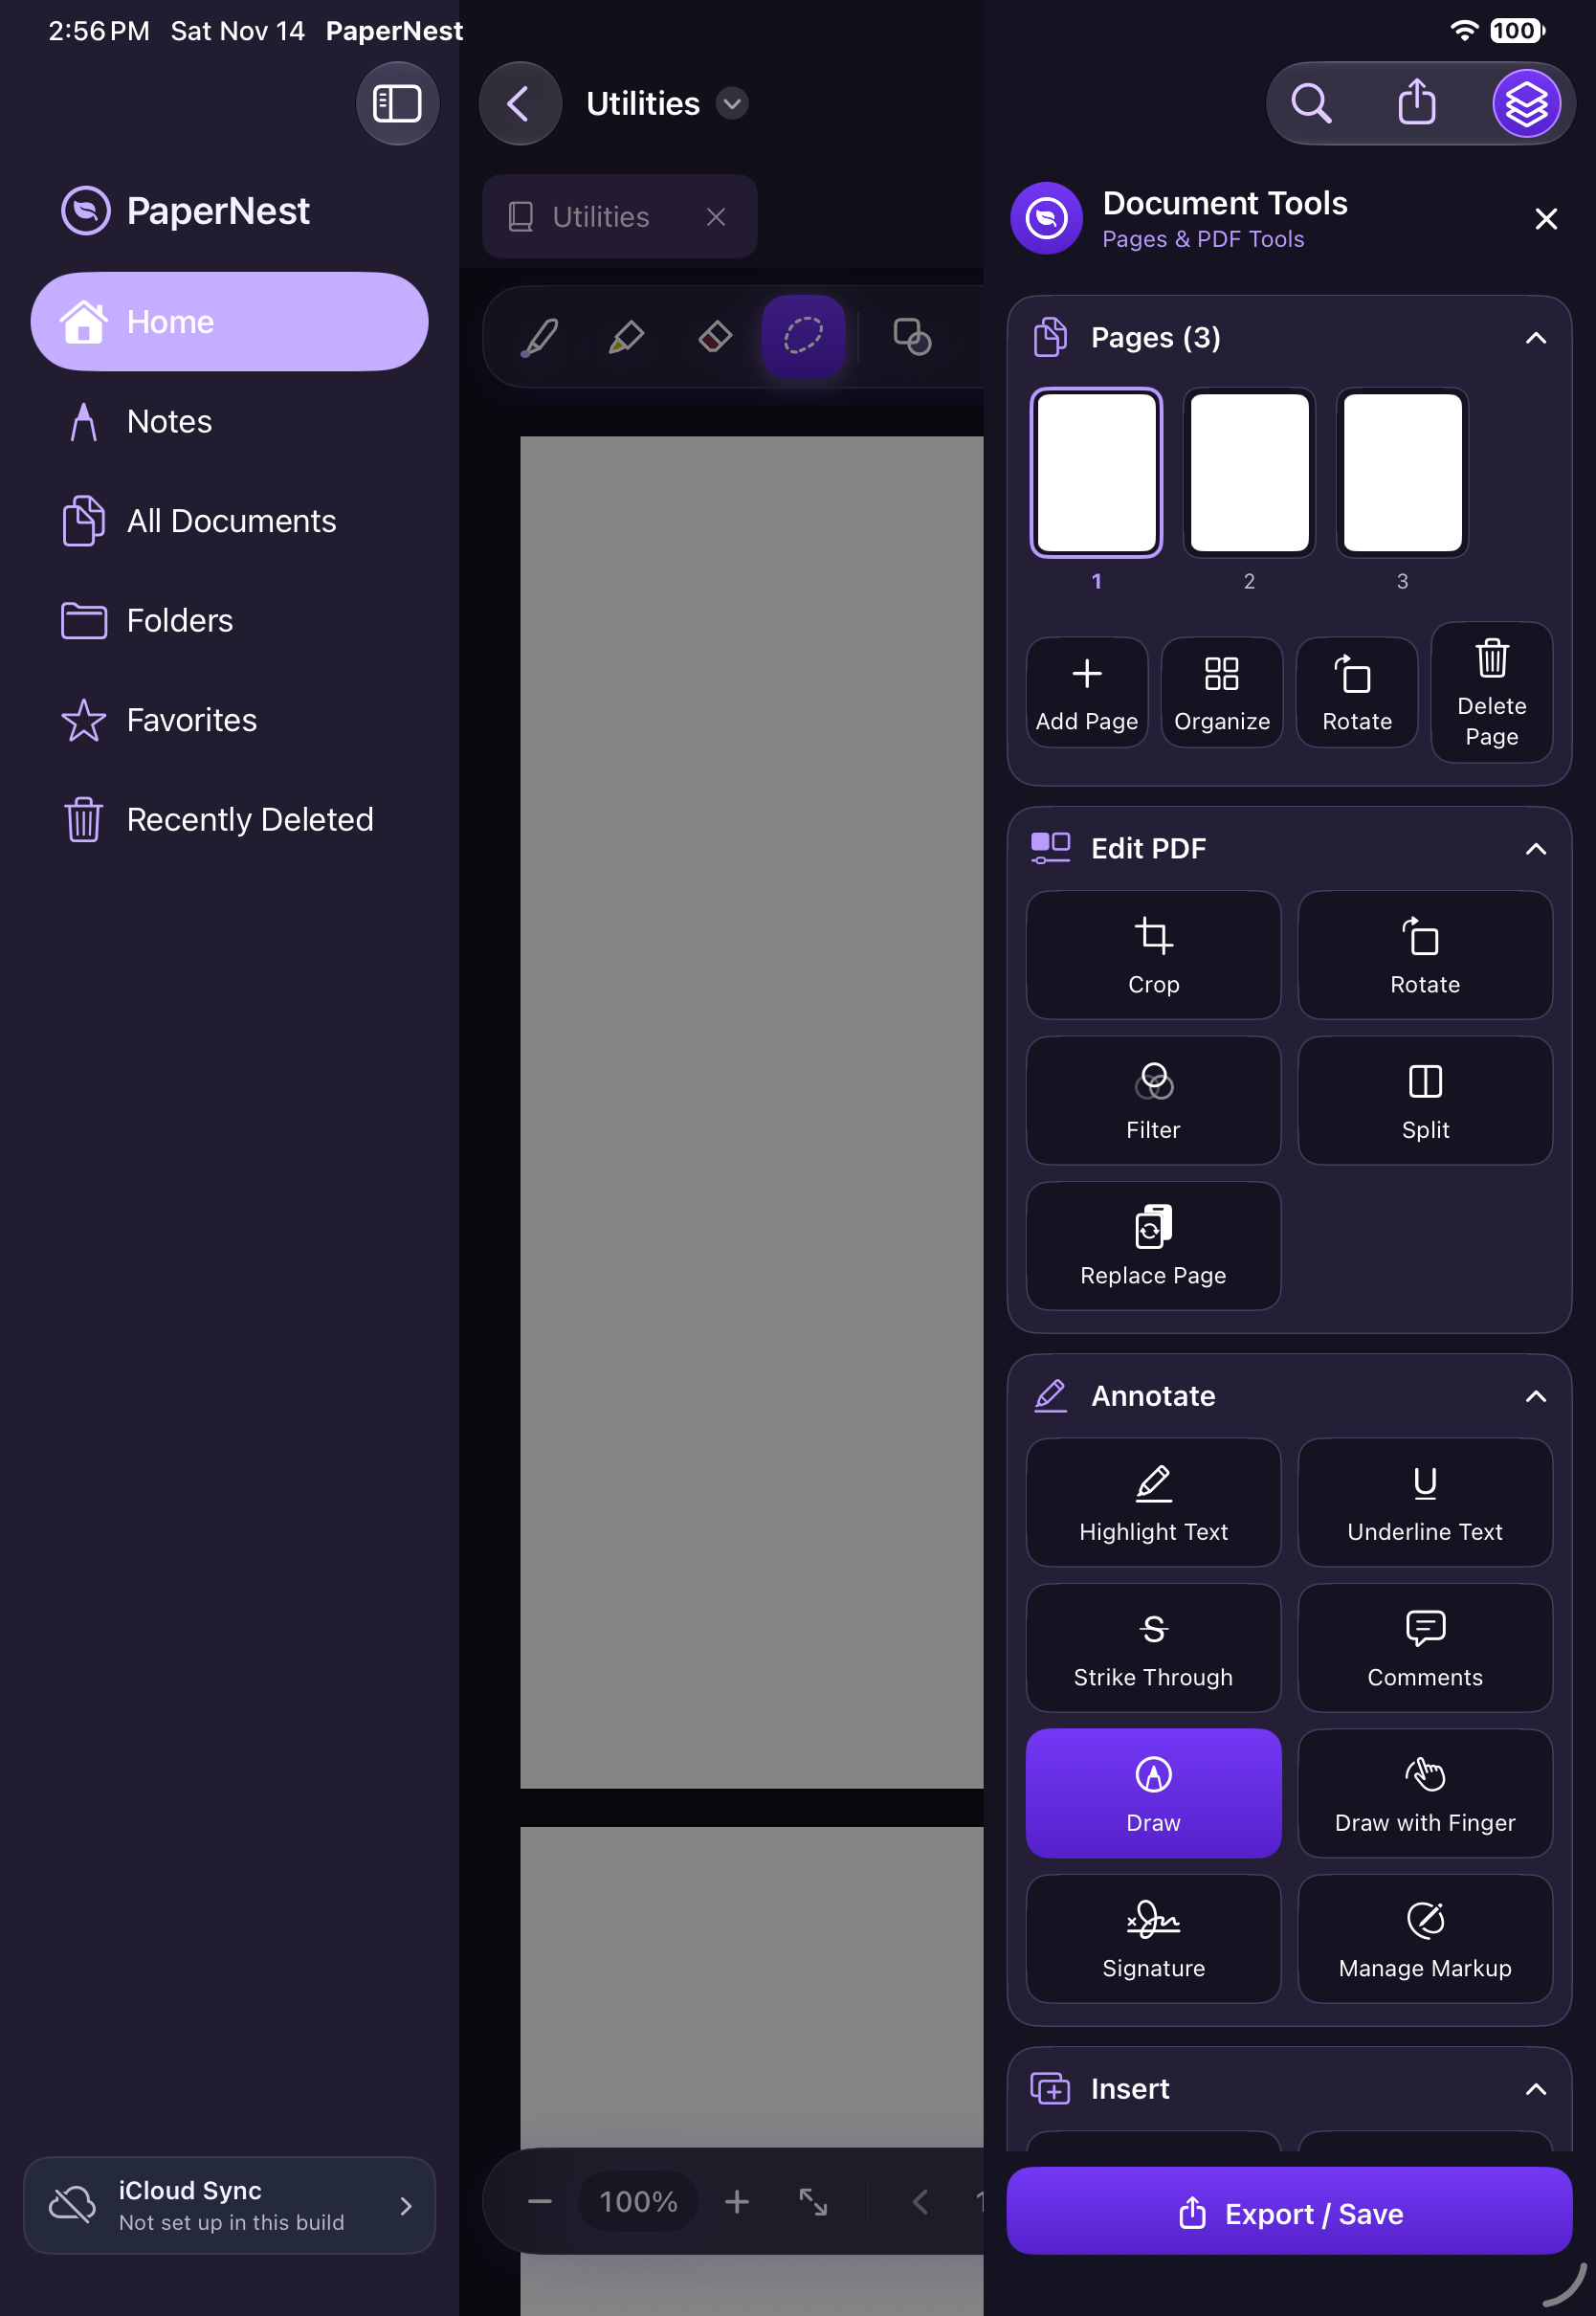 2:56 PM Sat Nov 14 PaperNest
100
PaperNest
Home
Notes
All Documents
Folders
Favorites
Recently Deleted
iCloud Sync
Not set up in this build
Utilities
Utilities
100%
Document Tools
Pages & PDF Tools
Pages (3)
1 2 3
Add Page Organize Rotate Delete Page
Edit PDF
Crop Rotate
Filter Split
Replace Page
Annotate
Highlight Text Underline Text
Strike Through Comments
Draw Draw with Finger
Signature Manage Markup
Insert
Export / Save